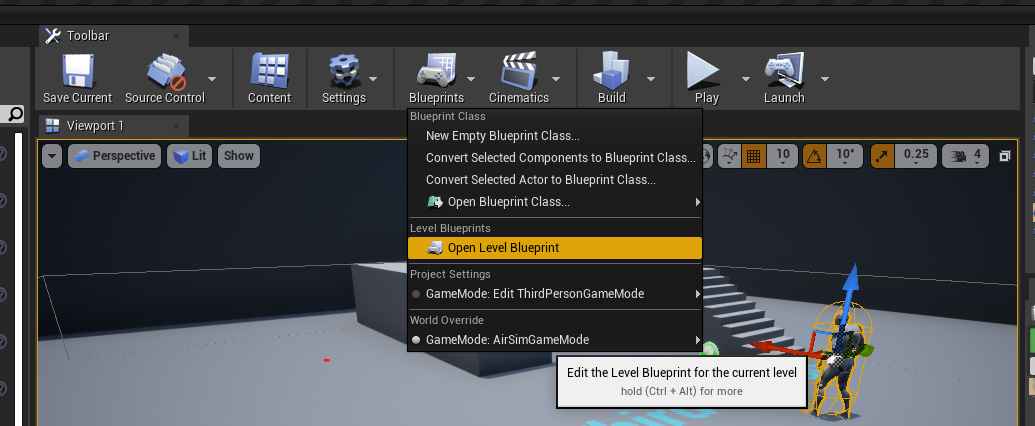 Toolbar
Save Current
Source Control
Content
Settings
Blueprints
Cinematics
Build
Play
Launch
Viewport 1
Perspective
Lit
Show
10
10°
0.25
4
Blueprint Class
New Empty Blueprint Class...
Convert Selected Components to Blueprint Class...
Convert Selected Actor to Blueprint Class...
Open Blueprint Class...
Level Blueprints
Open Level Blueprint
Project Settings
GameMode: Edit ThirdPersonGameMode
World Override
GameMode: AirSimGameMode
Edit the Level Blueprint for the current level
hold (Ctrl + Alt) for more